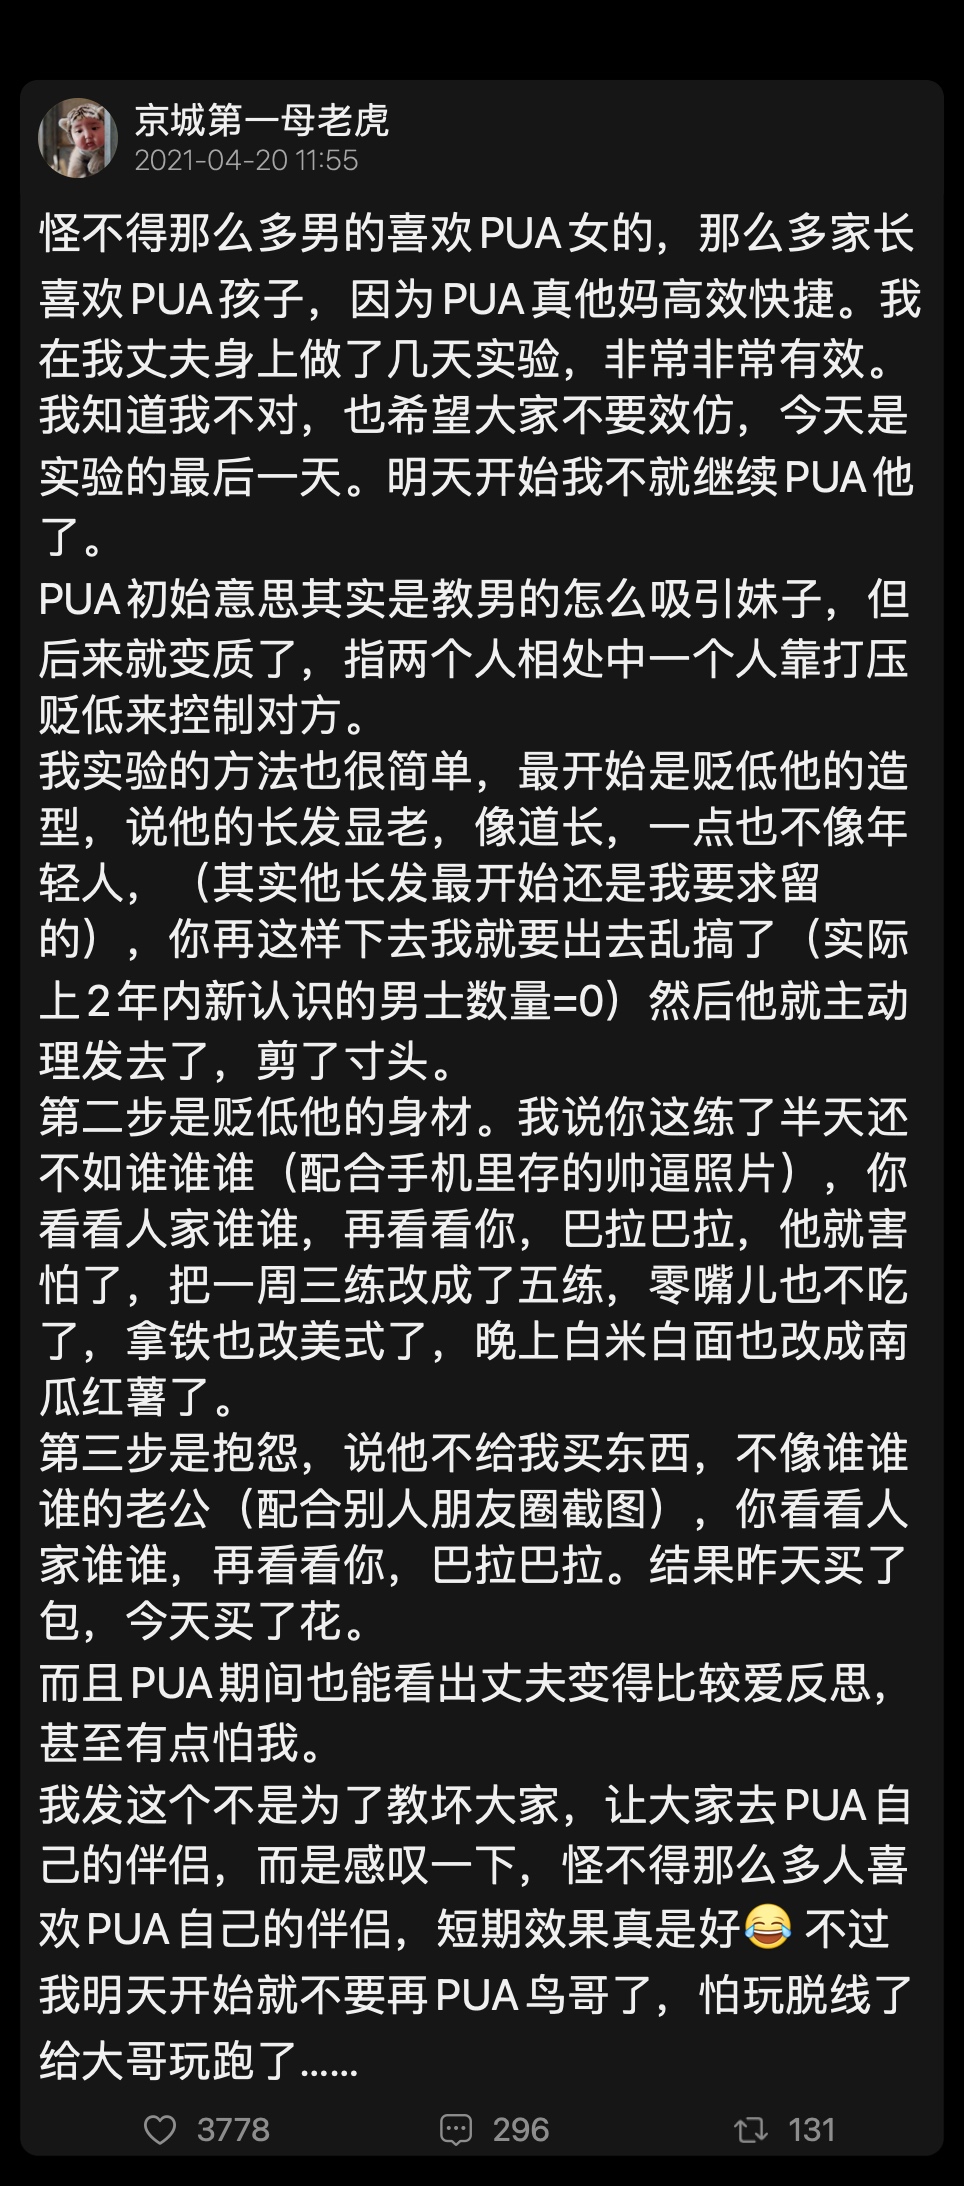 京城第一母老虎
2021-04-20 11:55
怪不得那么多男的喜欢PUA女的，那么多家长
喜欢PUA孩子，因为PUA真他妈高效快捷。我
在我丈夫身上做了几天实验，非常非常有效。
我知道我不对，也希望大家不要效仿，今天是
实验的最后一天。明天开始我不就继续PUA他
了。
PUA初始意思其实是教男的怎么吸引妹子，但
后来就变质了，指两个人相处中一个人靠打压
贬低来控制对方。
我实验的方法也很简单，最开始是贬低他的造
型，说他的长发显老，像道长，一点也不像年
轻人，（其实他长发最开始还是我要求留
的），你再这样下去我就要出去乱搞了（实际
上2年内新认识的男士数量=0）然后他就主动
理发去了，剪了寸头。
第二步是贬低他的身材。我说你这练了半天还
不如谁谁谁（配合手机里存的帅逼照片），你
看看人家谁谁，再看看你，巴拉巴拉，他就害
怕了，把一周三练改成了五练，零嘴儿也不吃
了，拿铁也改美式了，晚上白米白面也改成南
瓜红薯了。
第三步是抱怨，说他不给我买东西，不像谁谁
谁的老公（配合别人朋友圈截图），你看看人
家谁谁，再看看你，巴拉巴拉。结果昨天买了
包，今天买了花。
而且PUA期间也能看出丈夫变得比较爱反思，
甚至有点怕我。
我发这个不是为了教坏大家，让大家去PUA自
己的伴侣，而是感叹一下，怪不得那么多人喜
欢PUA自己的伴侣，短期效果真是好😂 不过
我明天开始就不要再PUA鸟哥了，怕玩脱线了
给大哥玩跑了......
3778 296 131